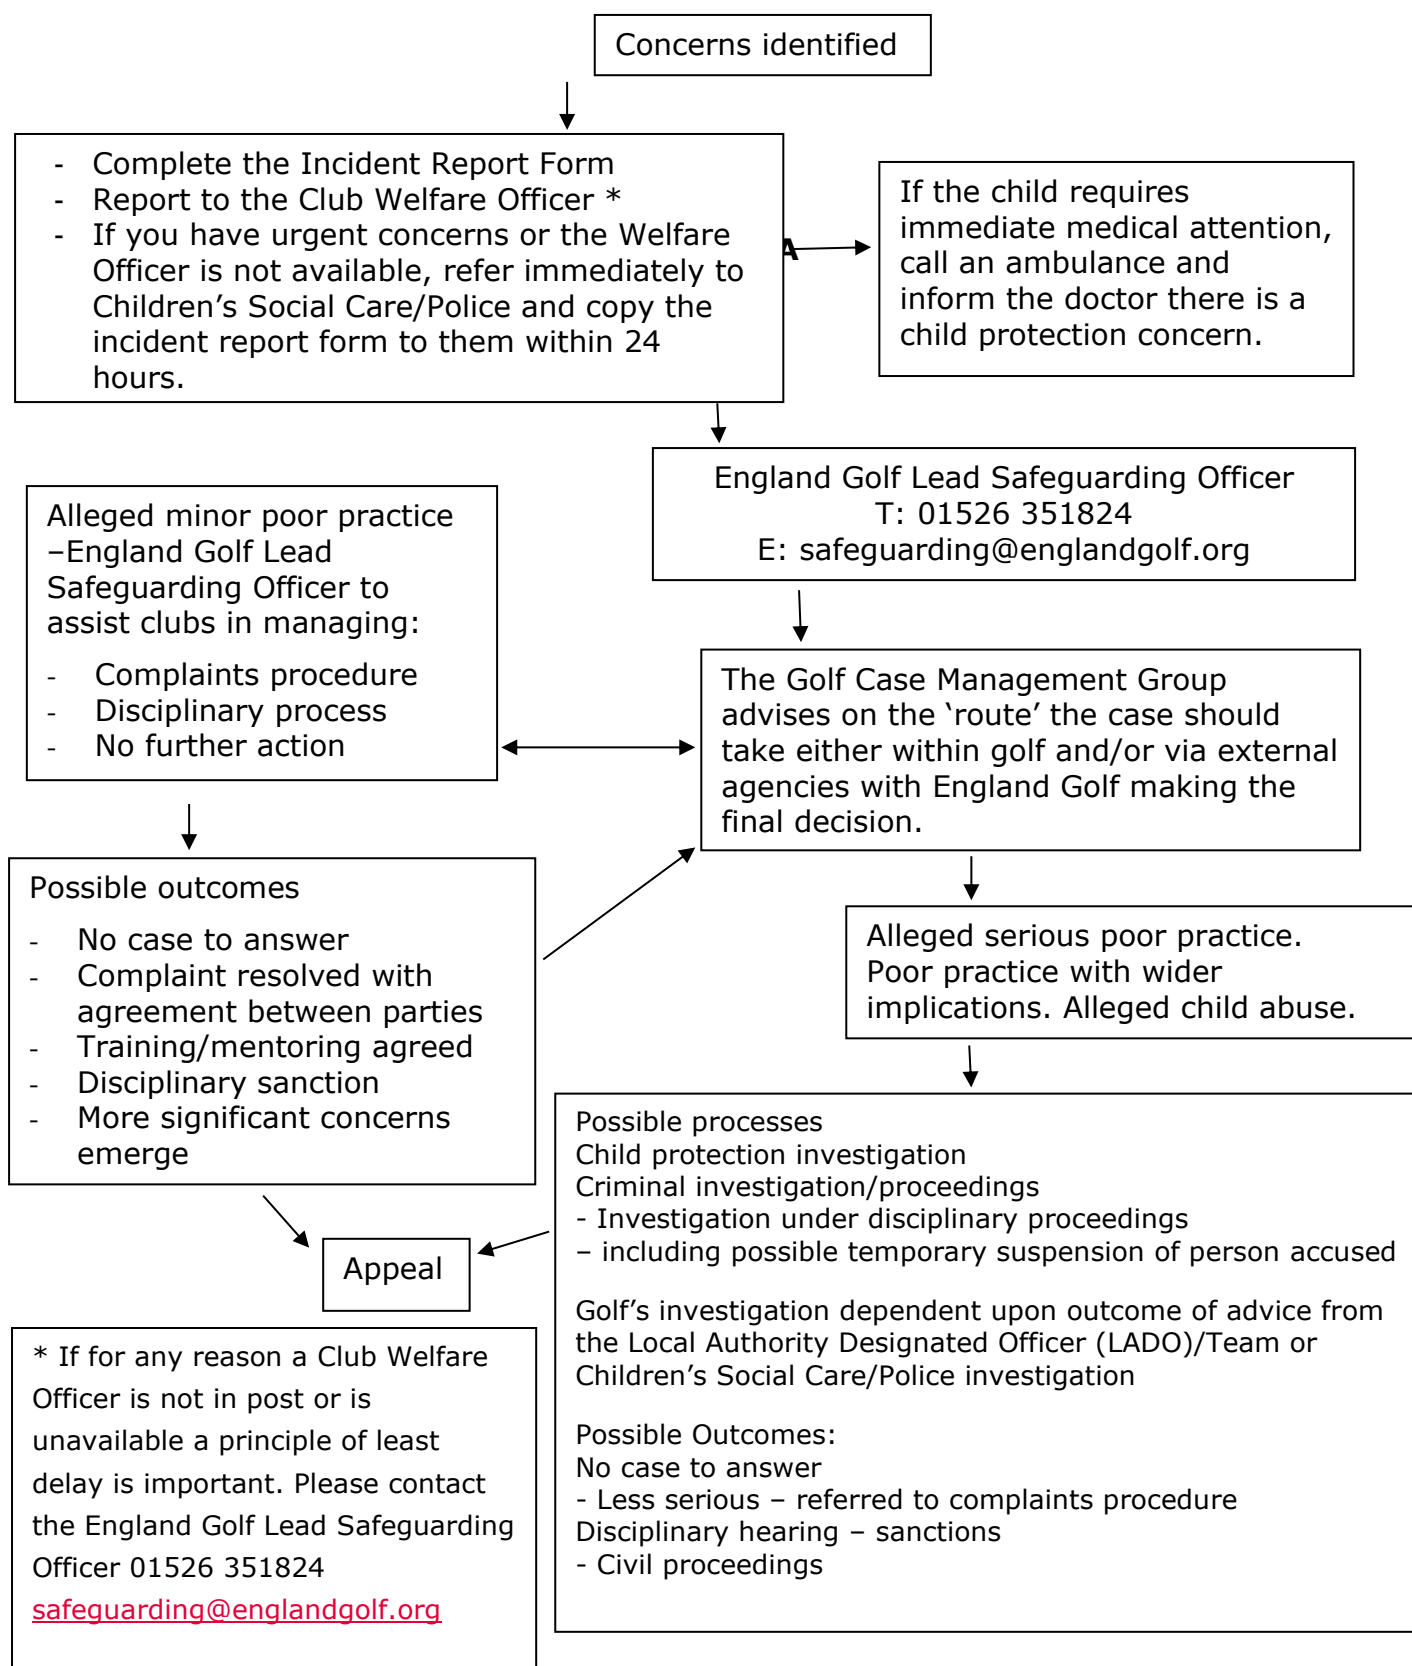 Concerns identified
- Complete the Incident Report Form
- Report to the Club Welfare Officer *
- If you have urgent concerns or the Welfare
Officer is not available, refer immediately to
Children’s Social Care/Police and copy the
incident report form to them within 24
hours.
A
If the child requires
immediate medical attention,
call an ambulance and
inform the doctor there is a
child protection concern.
England Golf Lead Safeguarding Officer
T: 01526 351824
E: safeguarding@englandgolf.org
Alleged minor poor practice
–England Golf Lead
Safeguarding Officer to
assist clubs in managing:
- Complaints procedure
- Disciplinary process
- No further action
The Golf Case Management Group
advises on the ‘route’ the case should
take either within golf and/or via external
agencies with England Golf making the
final decision.
Possible outcomes
- No case to answer
- Complaint resolved with
agreement between parties
- Training/mentoring agreed
- Disciplinary sanction
- More significant concerns
emerge
Alleged serious poor practice.
Poor practice with wider
implications. Alleged child abuse.
Possible processes
Child protection investigation
Criminal investigation/proceedings
- Investigation under disciplinary proceedings
– including possible temporary suspension of person accused
Golf’s investigation dependent upon outcome of advice from
the Local Authority Designated Officer (LADO)/Team or
Children’s Social Care/Police investigation
Possible Outcomes:
No case to answer
- Less serious – referred to complaints procedure
Disciplinary hearing – sanctions
- Civil proceedings
Appeal
* If for any reason a Club Welfare
Officer is not in post or is
unavailable a principle of least
delay is important. Please contact
the England Golf Lead Safeguarding
Officer 01526 351824
safeguarding@englandgolf.org